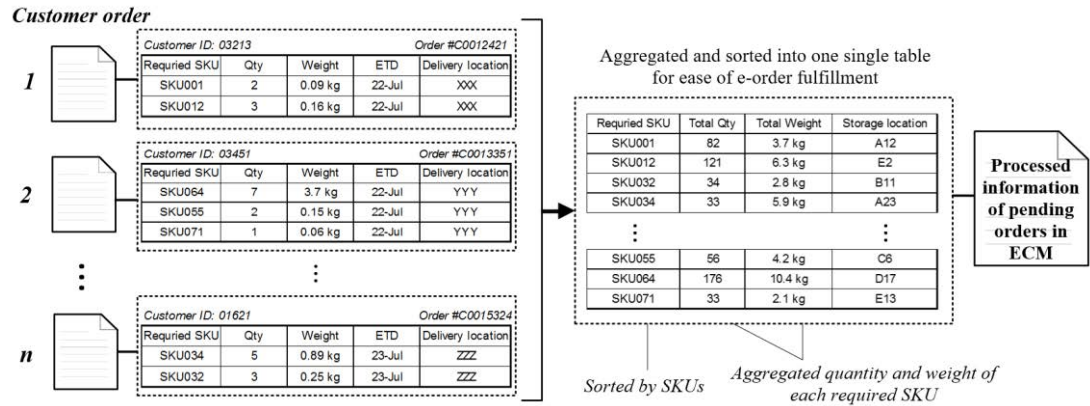 Customer order
1
Customer ID: 03213 Order #C0012421
Requried SKU Qty Weight ETD Delivery location
SKU001 2 0.09 kg 22-Jul XXX
SKU012 3 0.16 kg 22-Jul XXX
2
Customer ID: 03451 Order #C0013351
Requried SKU Qty Weight ETD Delivery location
SKU064 7 3.7 kg 22-Jul YYY
SKU055 2 0.15 kg 22-Jul YYY
SKU071 1 0.06 kg 22-Jul YYY
n
Customer ID: 01621 Order #C0015324
Requried SKU Qty Weight ETD Delivery location
SKU034 5 0.89 kg 23-Jul ZZZ
SKU032 3 0.25 kg 23-Jul ZZZ
Aggregated and sorted into one single table
for ease of e-order fulfillment
Requried SKU Total Qty Total Weight Storage location
SKU001 82 3.7 kg A12
SKU012 121 6.3 kg E2
SKU032 34 2.8 kg B11
SKU034 33 5.9 kg A23
SKU055 56 4.2 kg C6
SKU064 176 10.4 kg D17
SKU071 33 2.1 kg E13
Sorted by SKUs
Aggregated quantity and weight of
each required SKU
Processed
information
of pending
orders in
ECM